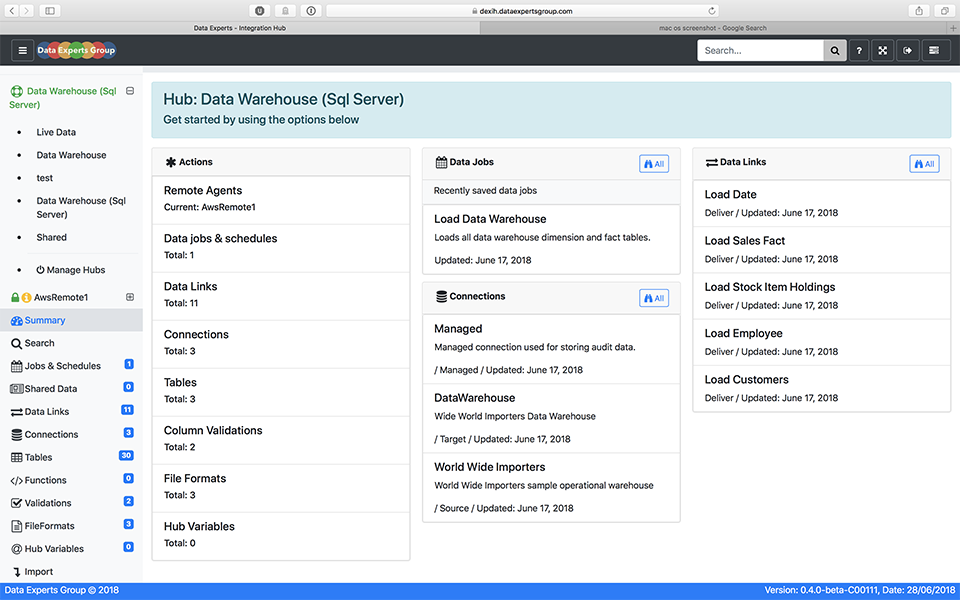 dexih.dataexpertsgroup.com
Data Experts - Integration Hub
mac os screenshot - Google Search
Data Experts Group
Search...
?
Data Warehouse (Sql
Server)
Live Data
Data Warehouse
test
Data Warehouse (Sql
Server)
Shared
Manage Hubs
AwsRemote1
Summary
Search
Jobs & Schedules 1
Shared Data 0
Data Links 11
Connections 3
Tables 30
Functions 0
Validations 2
FileFormats 3
Hub Variables 0
Import
Hub: Data Warehouse (Sql Server)
Get started by using the options below
Actions
Remote Agents
Current: AwsRemote1
Data jobs & schedules
Total: 1
Data Links
Total: 11
Connections
Total: 3
Tables
Total: 3
Column Validations
Total: 2
File Formats
Total: 3
Hub Variables
Total: 0
Data Jobs All
Recently saved data jobs
Load Data Warehouse
Loads all data warehouse dimension and fact tables.
Updated: June 17, 2018
Connections All
Managed
Managed connection used for storing audit data.
/ Managed / Updated: June 17, 2018
DataWarehouse
Wide World Importers Data Warehouse
/ Target / Updated: June 17, 2018
World Wide Importers
World Wide Importers sample operational warehouse
/ Source / Updated: June 17, 2018
Data Links All
Load Date
Deliver / Updated: June 17, 2018
Load Sales Fact
Deliver / Updated: June 17, 2018
Load Stock Item Holdings
Deliver / Updated: June 17, 2018
Load Employee
Deliver / Updated: June 17, 2018
Load Customers
Deliver / Updated: June 17, 2018
Data Experts Group © 2018
Version: 0.4.0-beta-C00111, Date: 28/06/2018